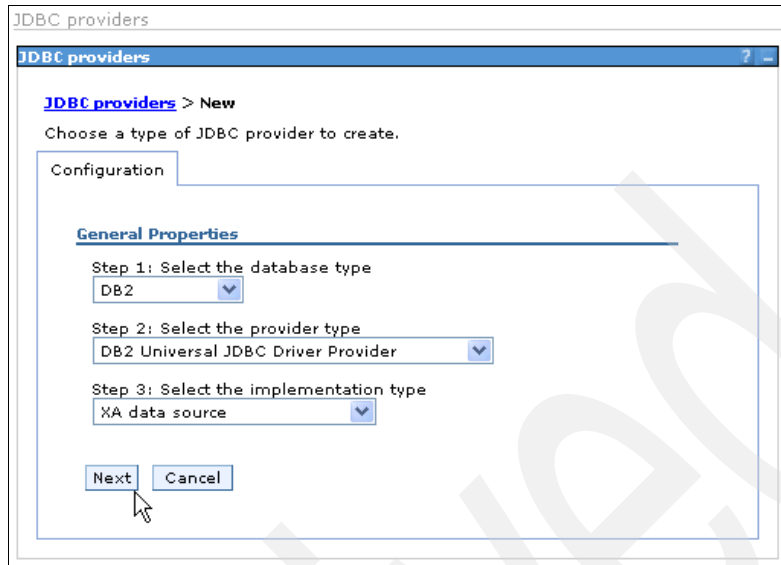 JDBC providers
JDBC providers ? –
JDBC providers > New
Choose a type of JDBC provider to create.
Configuration
General Properties
Step 1: Select the database type
DB2
Step 2: Select the provider type
DB2 Universal JDBC Driver Provider
Step 3: Select the implementation type
XA data source
Next Cancel